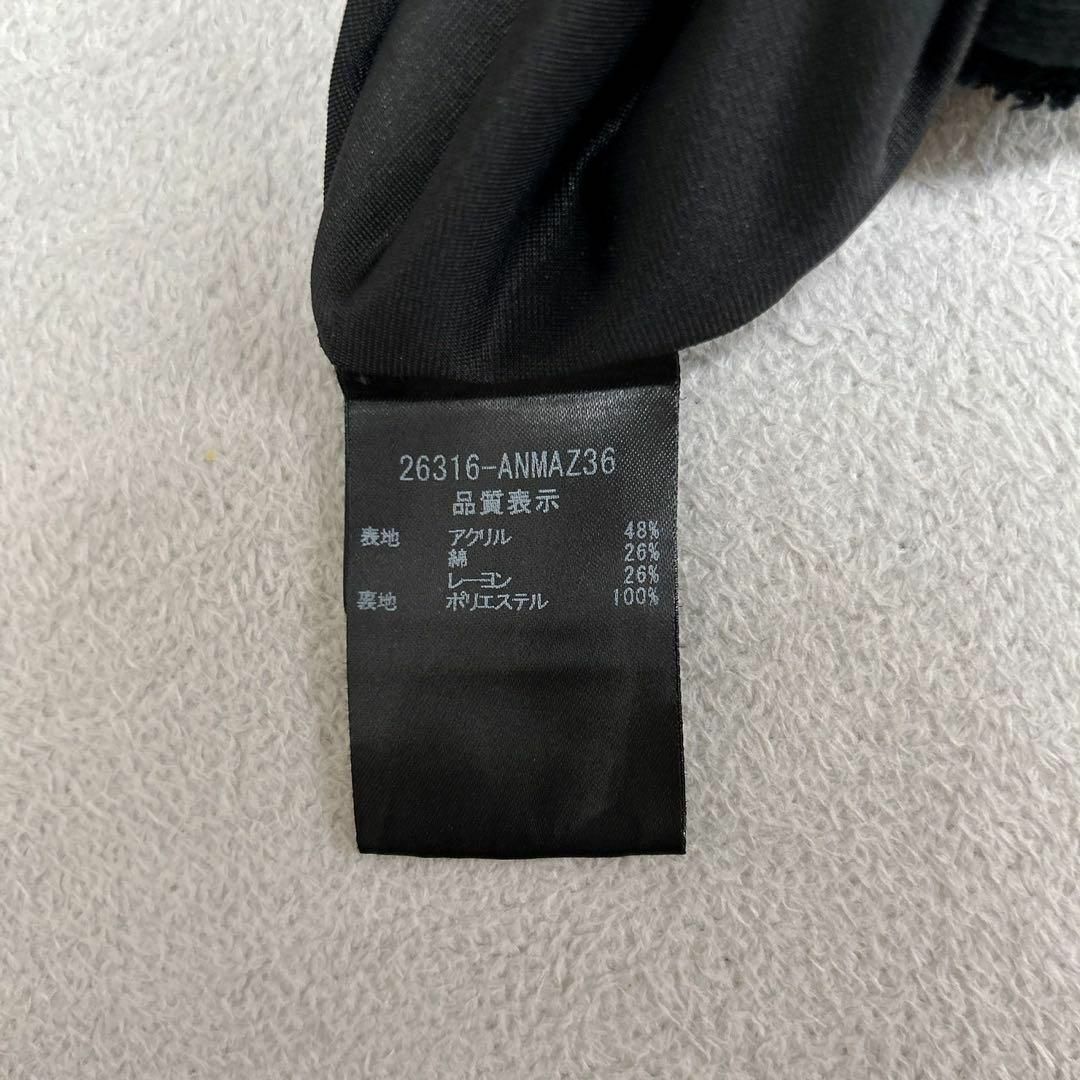 26316-ANMAZ36
品質表示
表地 アクリル 48%
綿 26%
レーヨン 26%
裏地 ポリエステル 100%